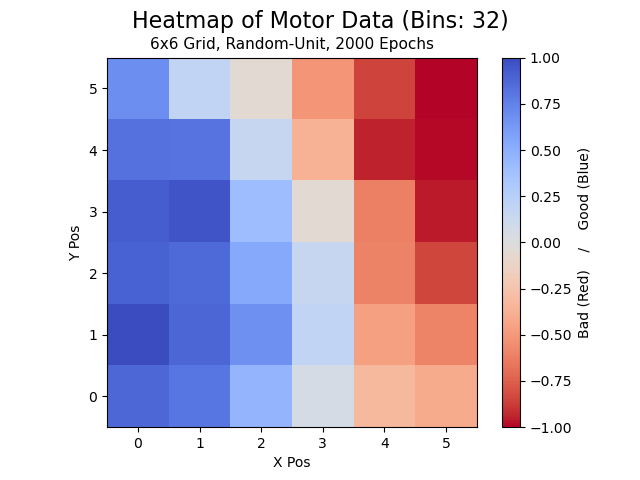 Heatmap of Motor Data (Bins: 32)
6x6 Grid, Random-Unit, 2000 Epochs
Y Pos
5
4
3
2
1
0
0 1 2 3 4 5
X Pos
1.00
0.75
0.50
0.25
0.00
−0.25
−0.50
−0.75
−1.00
Bad (Red) / Good (Blue)